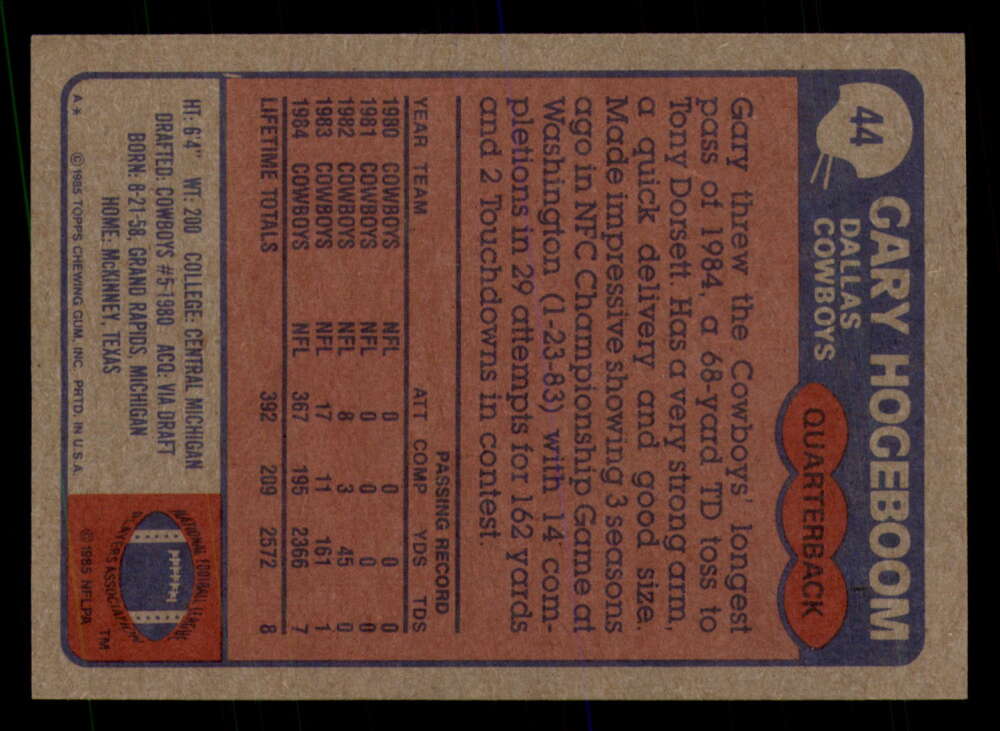 44
GARY HOGEBOOM
DALLAS
COWBOYS
QUARTERBACK
Gary threw the Cowboys' longest
pass of 1984, a 68-yard TD toss to
Tony Dorsett. Has a very strong arm,
a quick delivery and good size.
Made impressive showing 3 seasons
ago in NFC Championship Game at
Washington (1-23-83) with 14 com-
pletions in 29 attempts for 162 yards
and 2 Touchdowns in contest.
PASSING RECORD
YEAR TEAM ATT COMP YDS TDS
1980 COWBOYS NFL 0 0 0 0
1981 COWBOYS NFL 0 0 0 0
1982 COWBOYS NFL 8 3 45 0
1983 COWBOYS NFL 17 11 161 1
1984 COWBOYS NFL 367 195 2366 7
LIFETIME TOTALS 392 209 2572 8
HT: 6'4" WT: 200 COLLEGE: CENTRAL MICHIGAN
DRAFTED: COWBOYS #5-1980 ACQ: VIA DRAFT
BORN: 8-21-58, GRAND RAPIDS, MICHIGAN
HOME: McKINNEY, TEXAS
A* © 1985 TOPPS CHEWING GUM, INC. PRTD. IN U.S.A.
NATIONAL FOOTBALL LEAGUE
PLAYERS ASSOCIATION
TM
© 1985 NFLPA